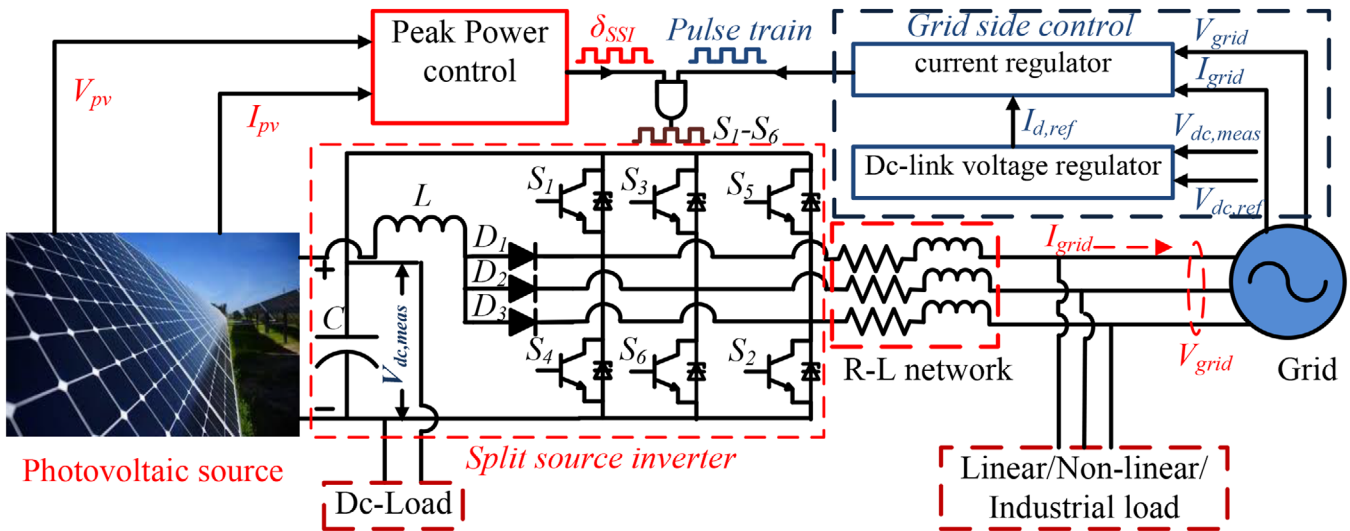 Peak Power
control
δSSI
Pulse train
Grid side control
current regulator
Vgrid
Igrid
Vpv
Ipv
Id,ref
Vdc,meas
S1-S6
Dc-link voltage regulator
Vdc,ref
L
S1
S3
S5
D1
D2
D3
Igrid
+
C
Vdc,meas
S4
S6
S2
−
R-L network
Vgrid
Grid
Photovoltaic source
Split source inverter
Dc-Load
Linear/Non-linear/
Industrial load